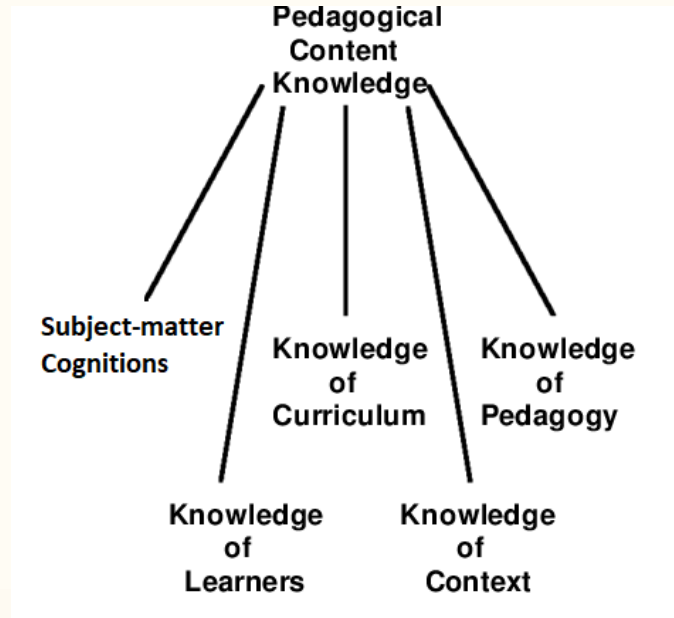 Pedagogical
Content
Knowledge
Subject-matter
Cognitions
Knowledge
of
Curriculum
Knowledge
of
Pedagogy
Knowledge
of
Learners
Knowledge
of
Context